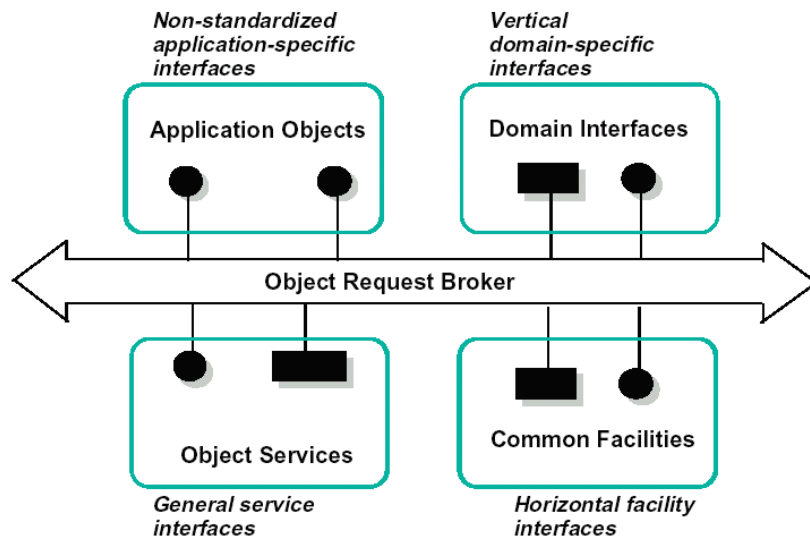 Non-standardized
application-specific
interfaces
Vertical
domain-specific
interfaces
Application Objects
Domain Interfaces
Object Request Broker
Object Services
Common Facilities
General service
interfaces
Horizontal facility
interfaces